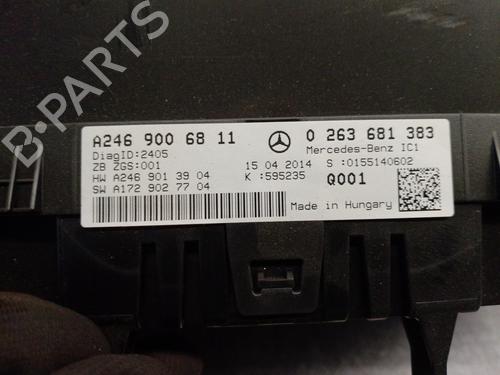 B-PARTS
A246 900 68 11
0 263 681 383
DiagID:2405
Mercedes-Benz IC1
ZB ZGS:001
15 04 2014
S :0155140602
HW A246 901 39 04
K :595235
Q001
SW A172 902 77 04
Made in Hungary